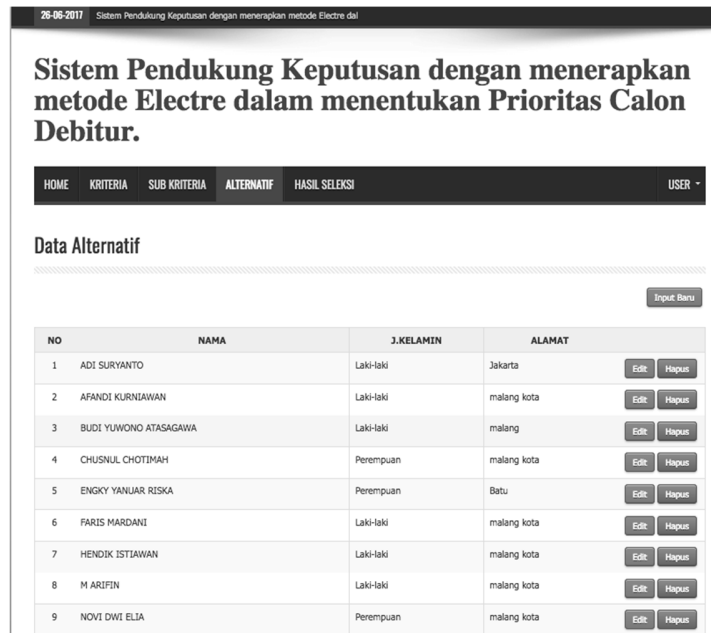 26-06-2017 Sistem Pendukung Keputusan dengan menerapkan metode Electre dal
Sistem Pendukung Keputusan dengan menerapkan
metode Electre dalam menentukan Prioritas Calon
Debitur.
HOME KRITERIA SUB KRITERIA ALTERNATIF HASIL SELEKSI USER
Data Alternatif
Input Baru
NO NAMA J.KELAMIN ALAMAT
1 ADI SURYANTO Laki-laki Jakarta Edit Hapus
2 AFANDI KURNIAWAN Laki-laki malang kota Edit Hapus
3 BUDI YUWONO ATASAGAWA Laki-laki malang Edit Hapus
4 CHUSNUL CHOTIMAH Perempuan malang kota Edit Hapus
5 ENGKY YANUAR RISKA Perempuan Batu Edit Hapus
6 FARIS MARDANI Laki-laki malang kota Edit Hapus
7 HENDIK ISTIAWAN Laki-laki malang kota Edit Hapus
8 M ARIFIN Laki-laki malang kota Edit Hapus
9 NOVI DWI ELIA Perempuan malang kota Edit Hapus